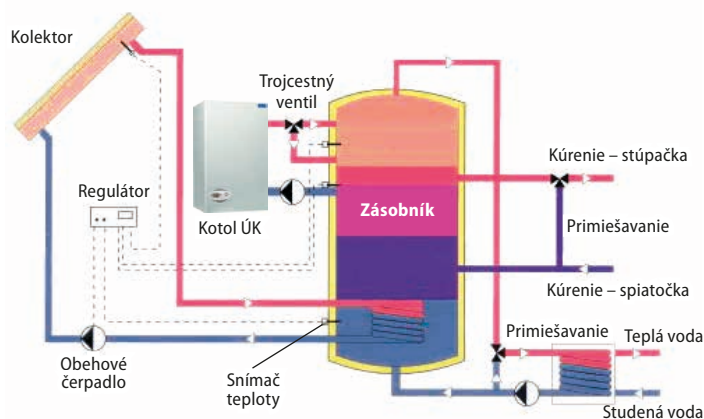 Kolektor
Trojcestný
ventil
Kúrenie – stúpačka
Regulátor
Kotol ÚK
Zásobník
Primiešavanie
Kúrenie – spiatočka
Primiešavanie
Teplá voda
Obehové
čerpadlo
Snímač
teploty
Studená voda